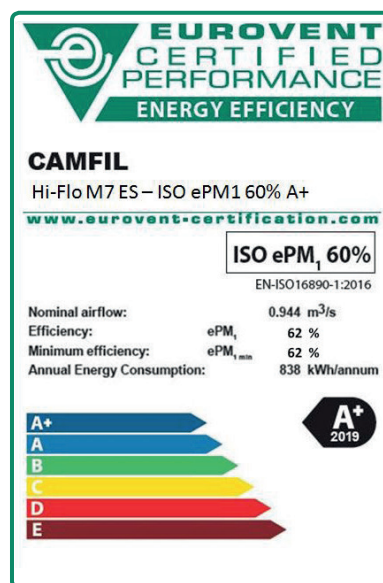 EUROVENT
CERTIFIED
PERFORMANCE
ENERGY EFFICIENCY
CAMFIL
Hi-Flo M7 ES – ISO ePM1 60% A+
www.eurovent-certification.com
ISO ePM1 60%
EN-ISO16890-1:2016
Nominal airflow: 0.944 m³/s
Efficiency: ePM1 62 %
Minimum efficiency: ePM1 min 62 %
Annual Energy Consumption: 838 kWh/annum
A+
A
B
C
D
E
A+
2019